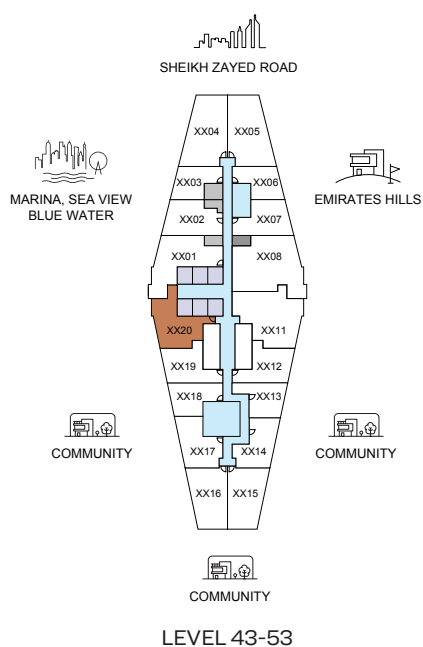 SHEIKH ZAYED ROAD
XX04 XX05
MARINA, SEA VIEW
BLUE WATER
EMIRATES HILLS
XX03 XX06
XX02 XX07
XX01 XX08
XX20 XX11
XX19 XX12
XX18 XX13
COMMUNITY
COMMUNITY
XX17 XX14
XX16 XX15
COMMUNITY
LEVEL 43-53